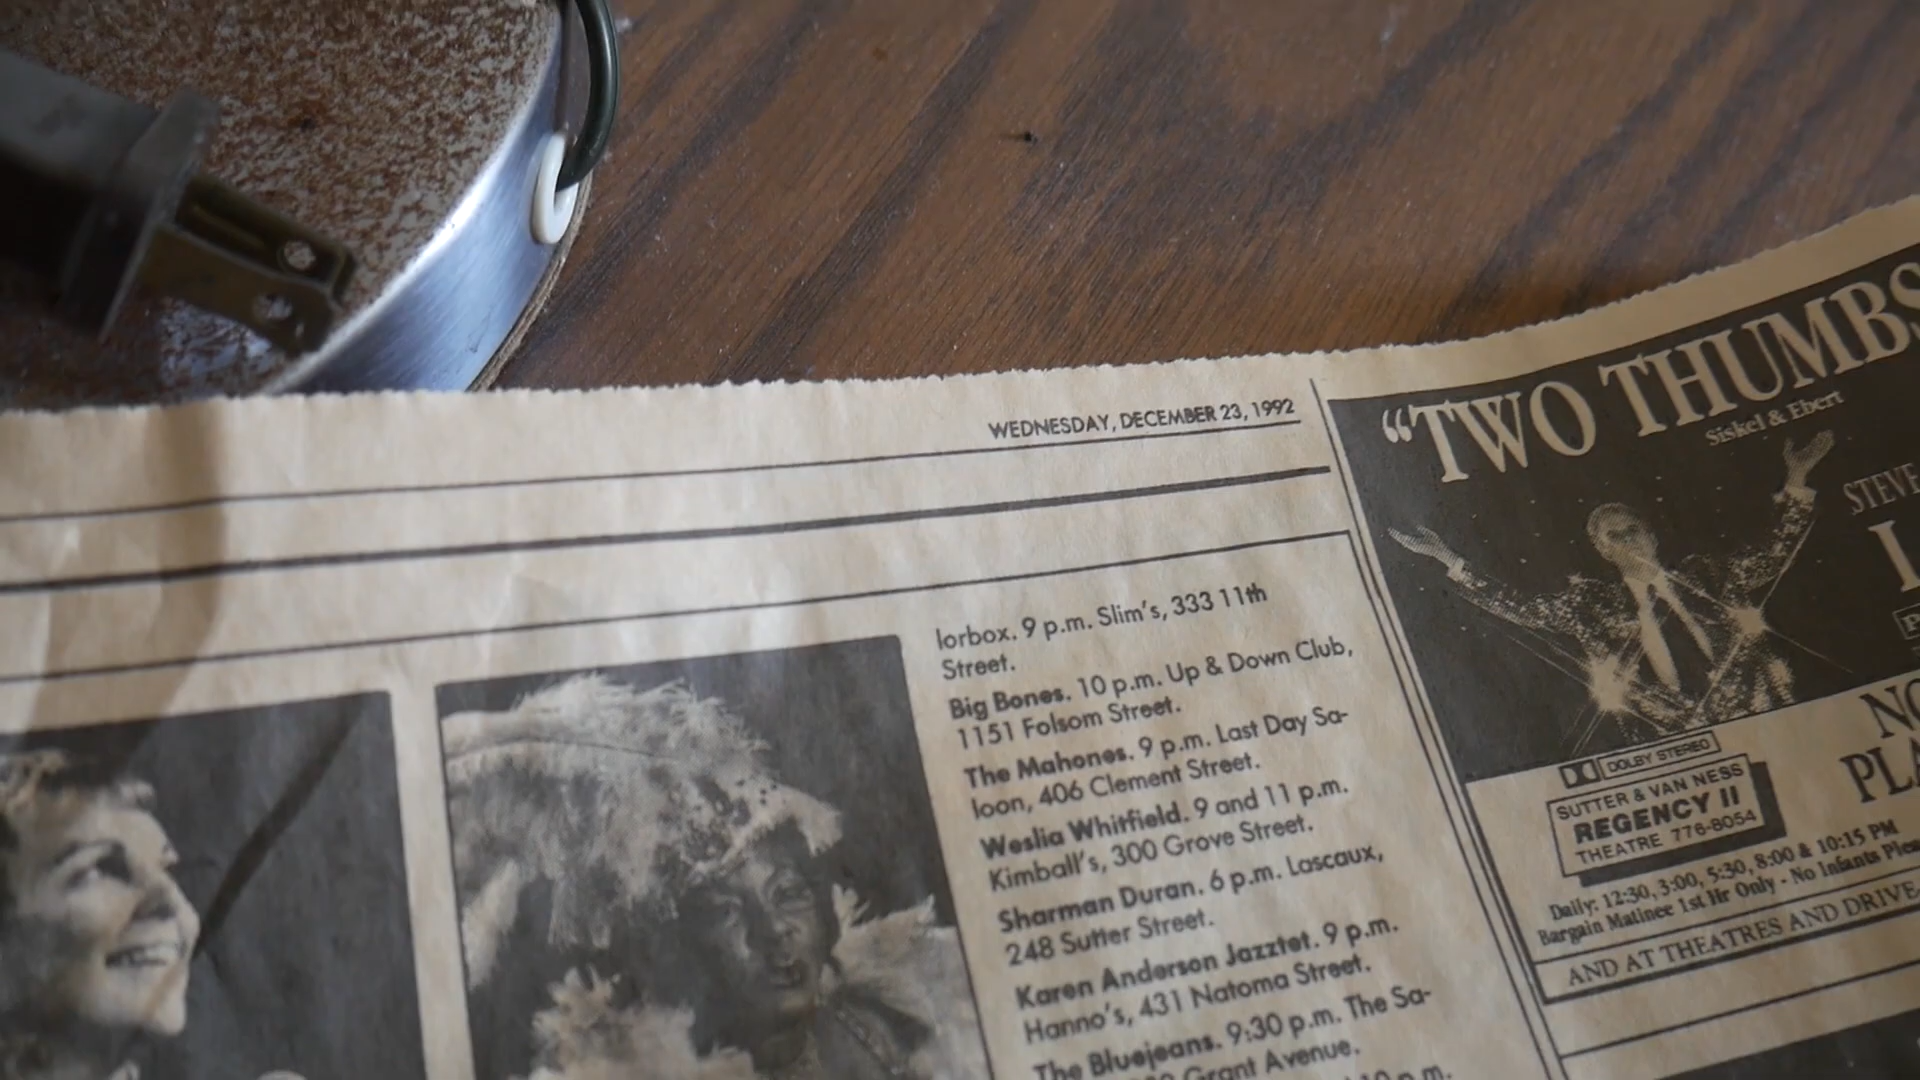 WEDNESDAY, DECEMBER 23, 1992
lorbox. 9 p.m. Slim's, 333 11th
Street.
Big Bones. 10 p.m. Up & Down Club,
1151 Folsom Street.
The Mahones. 9 p.m. Last Day Sa-
loon, 406 Clement Street.
Weslia Whitfield. 9 and 11 p.m.
Kimball's, 300 Grove Street.
Sharman Duran. 6 p.m. Lascaux,
248 Sutter Street.
Karen Anderson Jazztet. 9 p.m.
Hanno's, 431 Natoma Street.
The Bluejeans. 9:30 p.m. The Sa-
Grant Avenue.
p.m.
"TWO THUMBS
Siskel & Ebert
STEVE
DOLBY STEREO
SUTTER & VAN NESS
REGENCY II
THEATRE 776-8054
Daily: 12:30, 3:00, 5:30, 8:00 & 10:15 PM
Bargain Matinee 1st Hr Only - No Infants
AND AT THEATRES AND